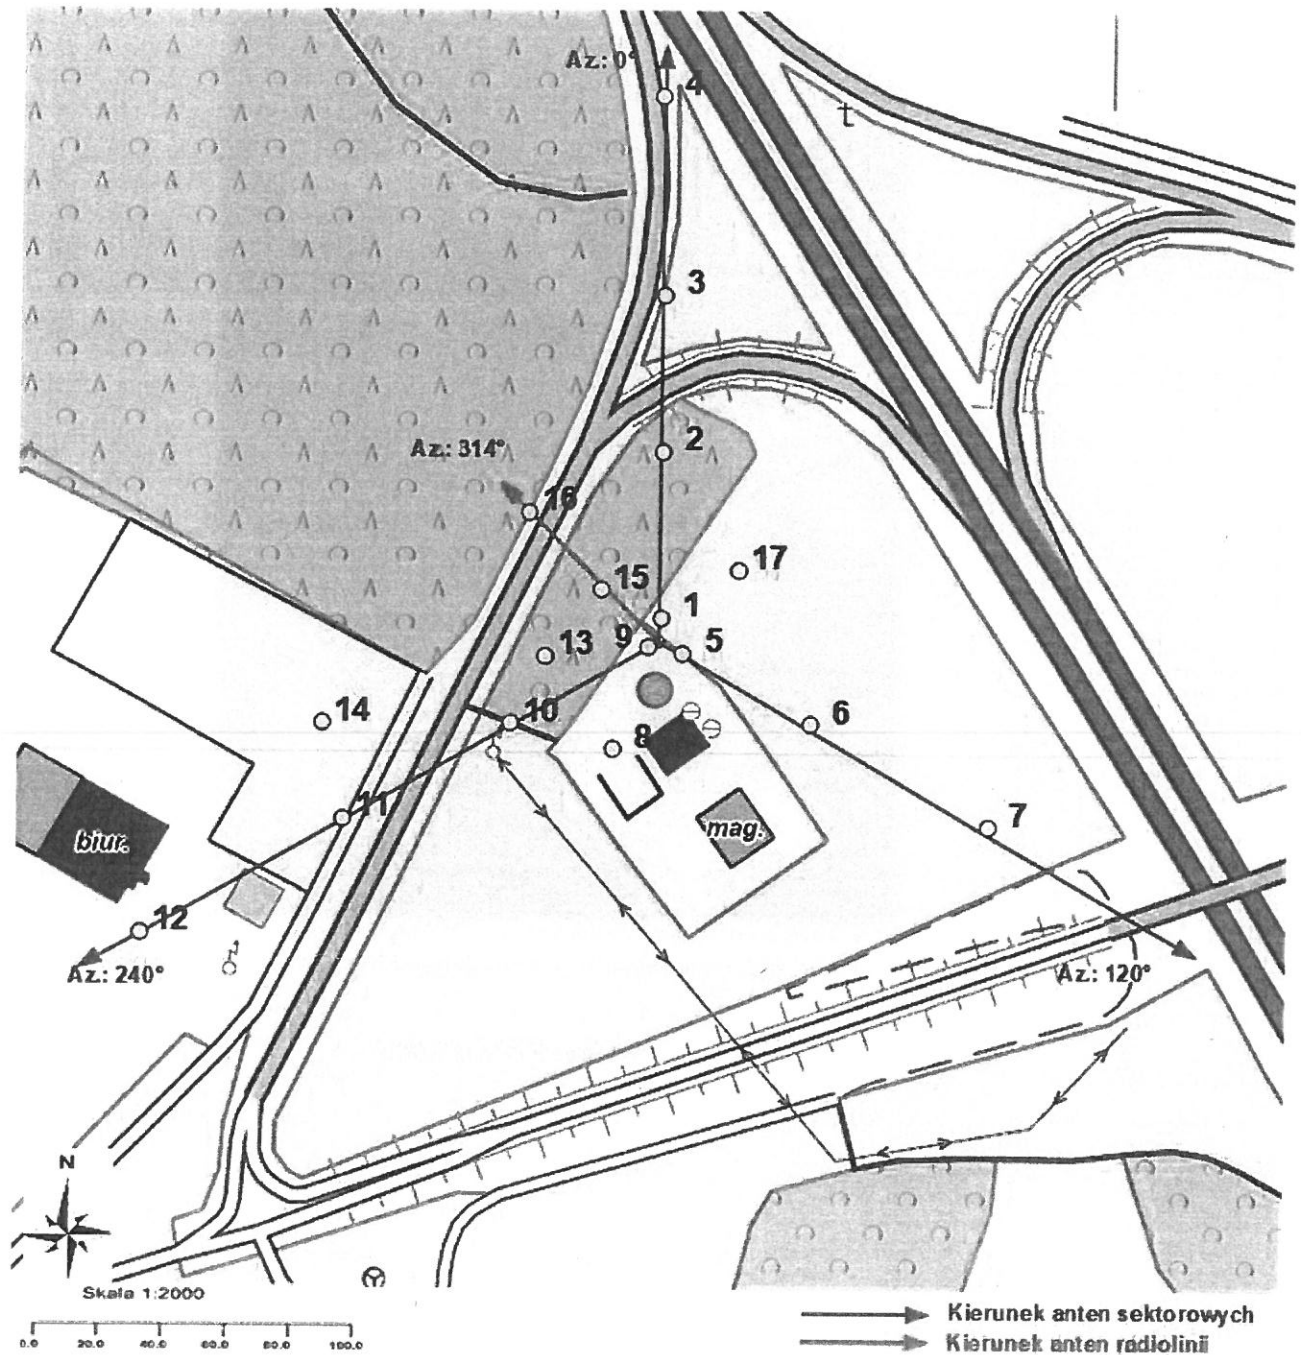 Az.: 0°
4
t
3
Az.: 314°
2
16
17
15
1
9
5
13
14
10
6
8
11
7
mag.
biur.
12
Az.: 240°
Az.: 120°
N
Skala 1:2000
0.0 20.0 40.0 60.0 80.0 100.0
Kierunek anten sektorowych
Kierunek anten radiolinii